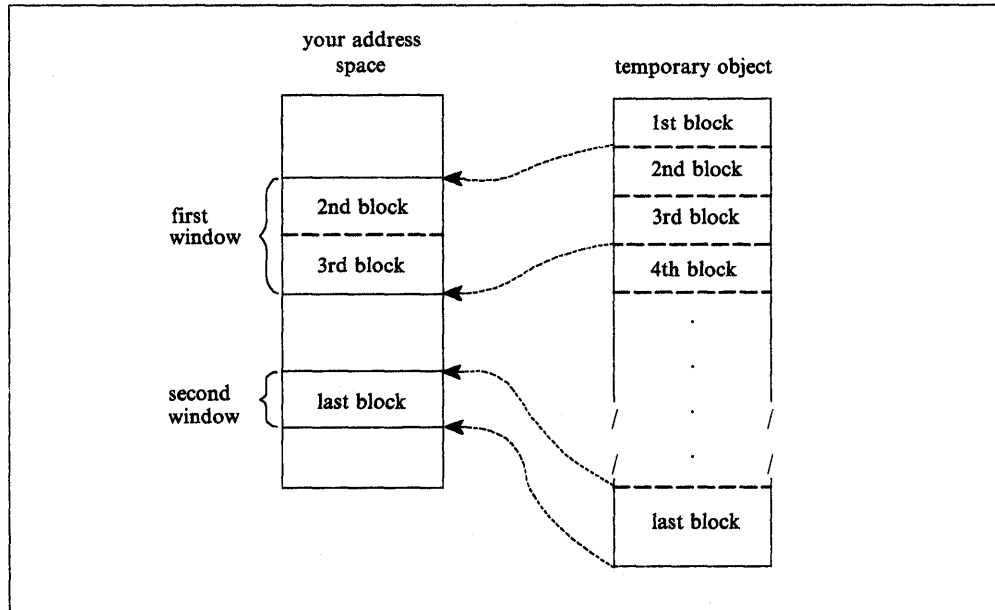 your address
space
temporary object
1st block
2nd block
3rd block
4th block
first
window
2nd block
3rd block
second
window
last block
last block